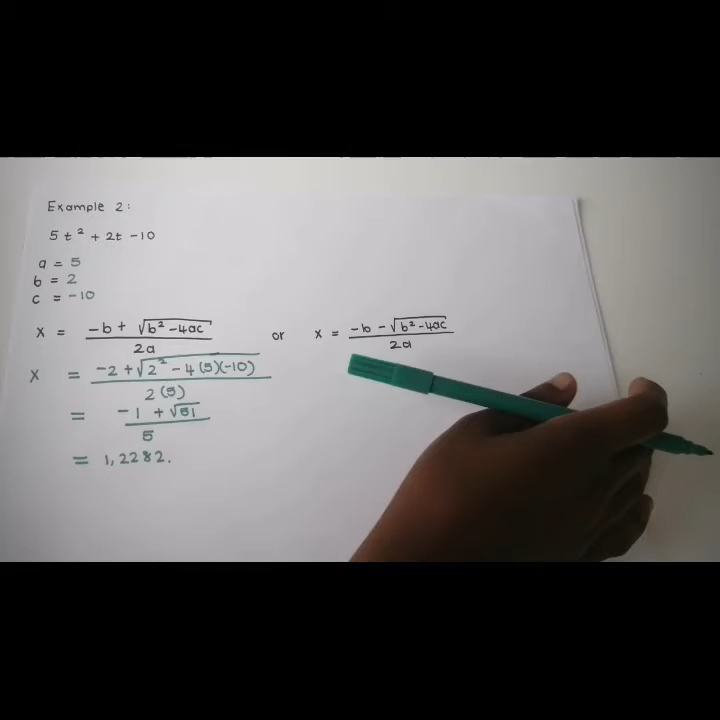 Example 2:
5t² + 2t - 10
a = 5
b = 2
c = -10
x = -b + √b² - 4ac / 2a or x = -b - √b² - 4ac / 2a
x = -2 + √2² - 4(5)(-10) / 2(5)
= -1 + √51 / 5
= 1,2282.